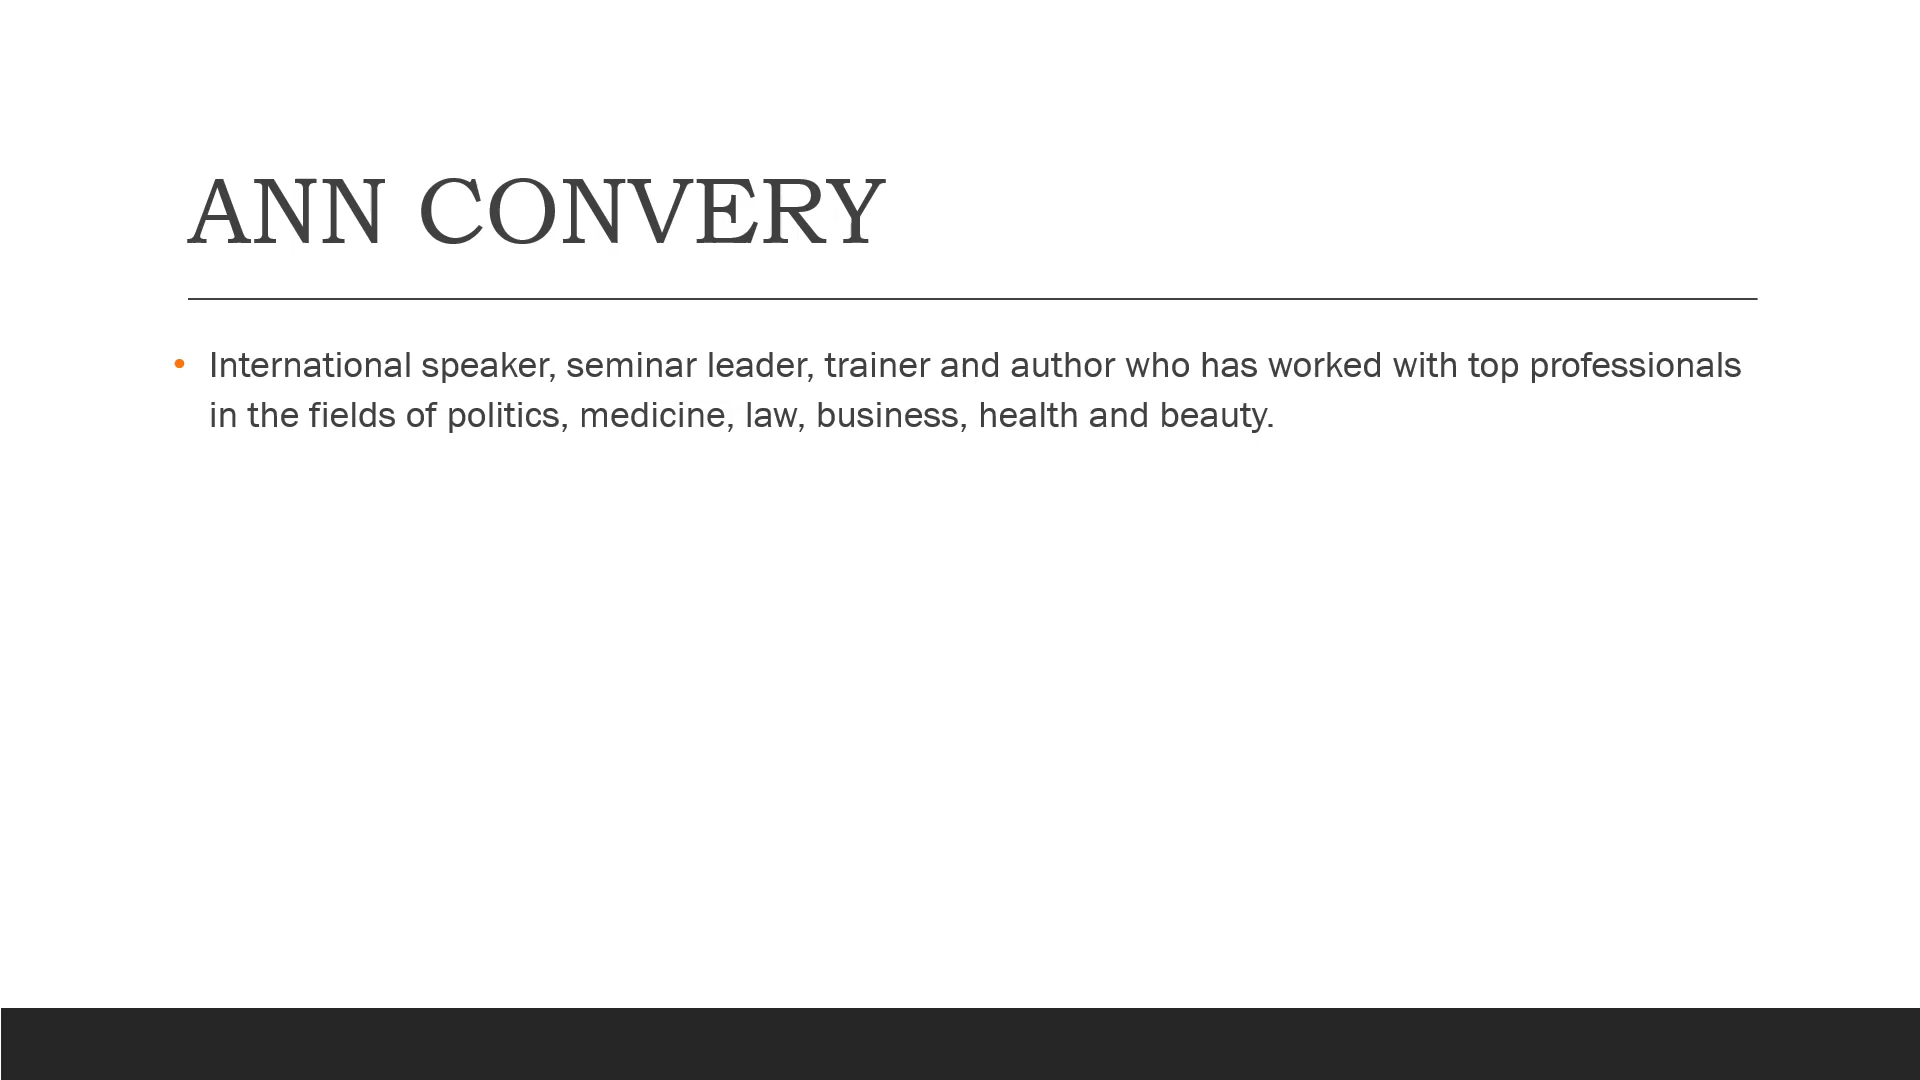 ANN CONVERY
• International speaker, seminar leader, trainer and author who has worked with top professionals
in the fields of politics, medicine, law, business, health and beauty.